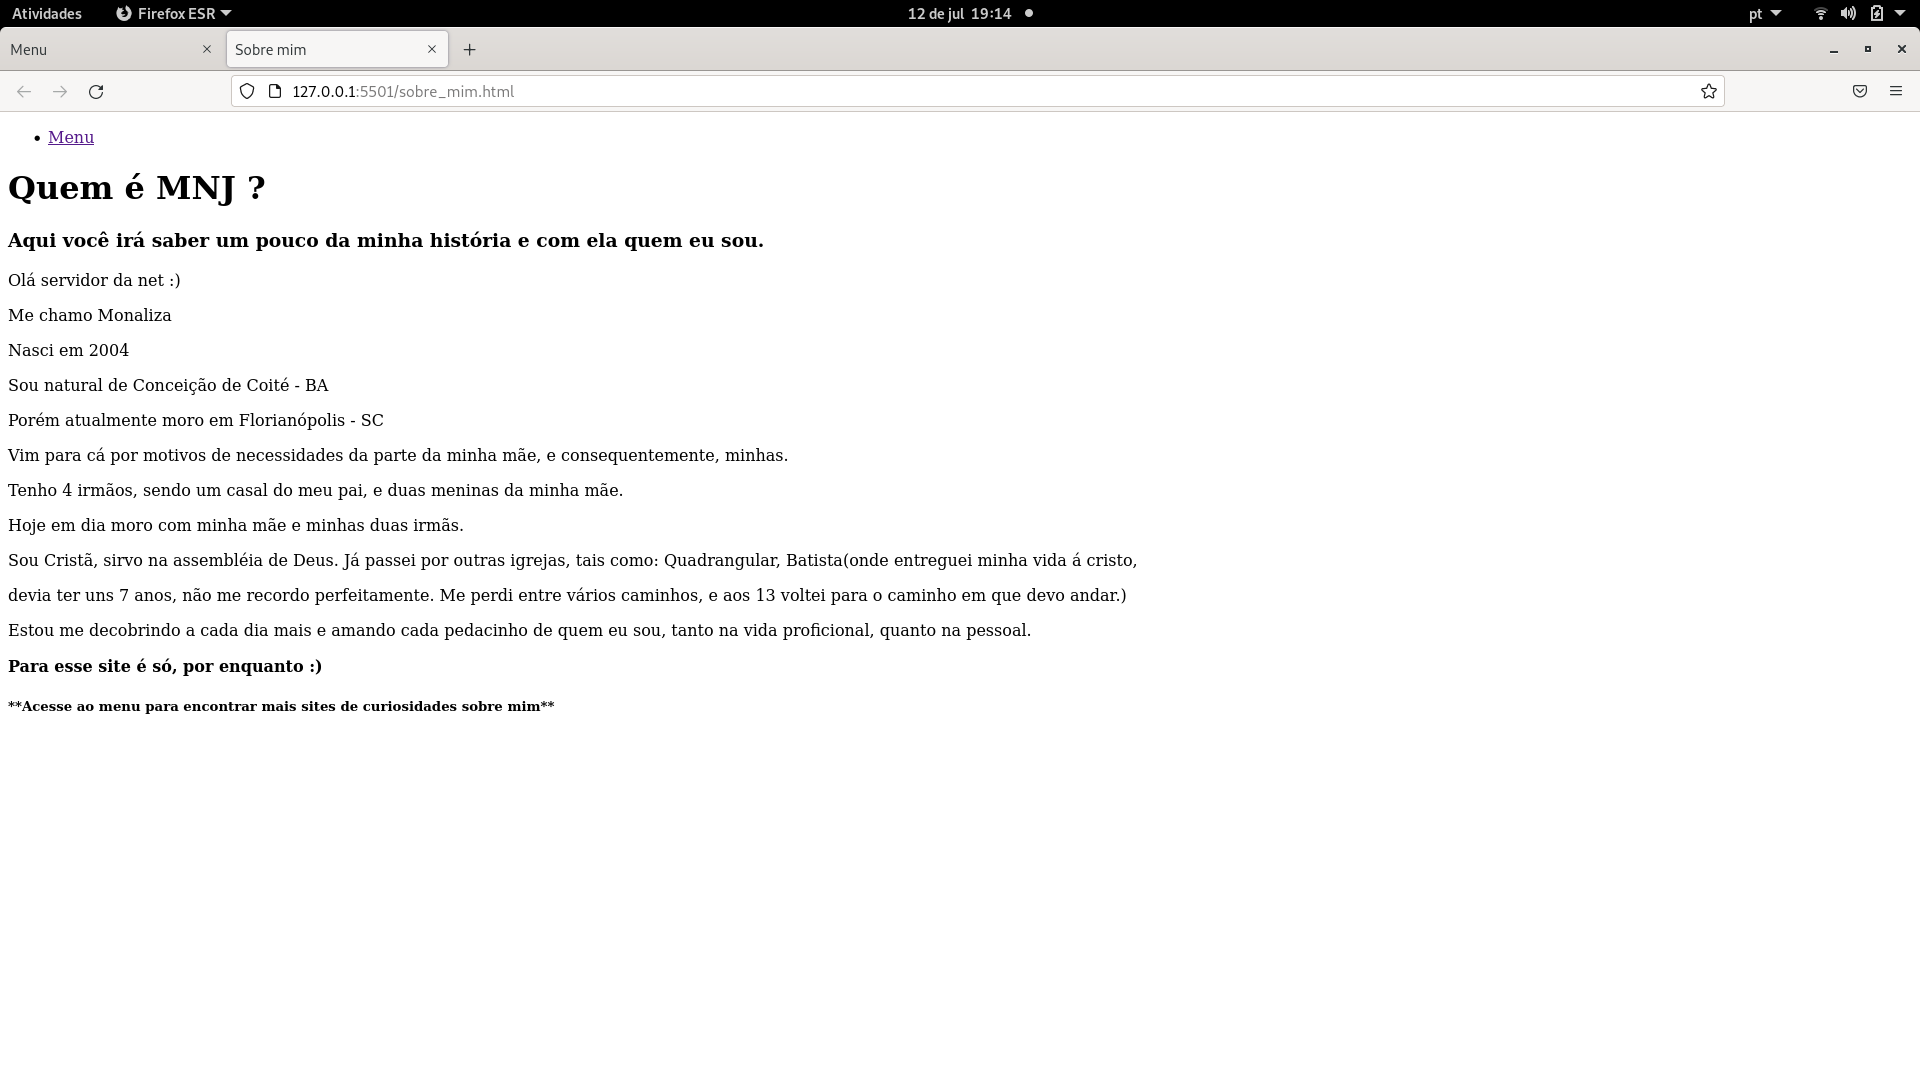 Atividades
Firefox ESR
12 de jul 19:14
pt
Menu
Sobre mim
127.0.0.1:5501/sobre_mim.html
Menu
Quem é MNJ ?
Aqui você irá saber um pouco da minha história e com ela quem eu sou.
Olá servidor da net :)
Me chamo Monaliza
Nasci em 2004
Sou natural de Conceição de Coité - BA
Porém atualmente moro em Florianópolis - SC
Vim para cá por motivos de necessidades da parte da minha mãe, e consequentemente, minhas.
Tenho 4 irmãos, sendo um casal do meu pai, e duas meninas da minha mãe.
Hoje em dia moro com minha mãe e minhas duas irmãs.
Sou Cristã, sirvo na assembléia de Deus. Já passei por outras igrejas, tais como: Quadrangular, Batista(onde entreguei minha vida á cristo,
devia ter uns 7 anos, não me recordo perfeitamente. Me perdi entre vários caminhos, e aos 13 voltei para o caminho em que devo andar.)
Estou me decobrindo a cada dia mais e amando cada pedacinho de quem eu sou, tanto na vida proficional, quanto na pessoal.
Para esse site é só, por enquanto :)
**Acesse ao menu para encontrar mais sites de curiosidades sobre mim**